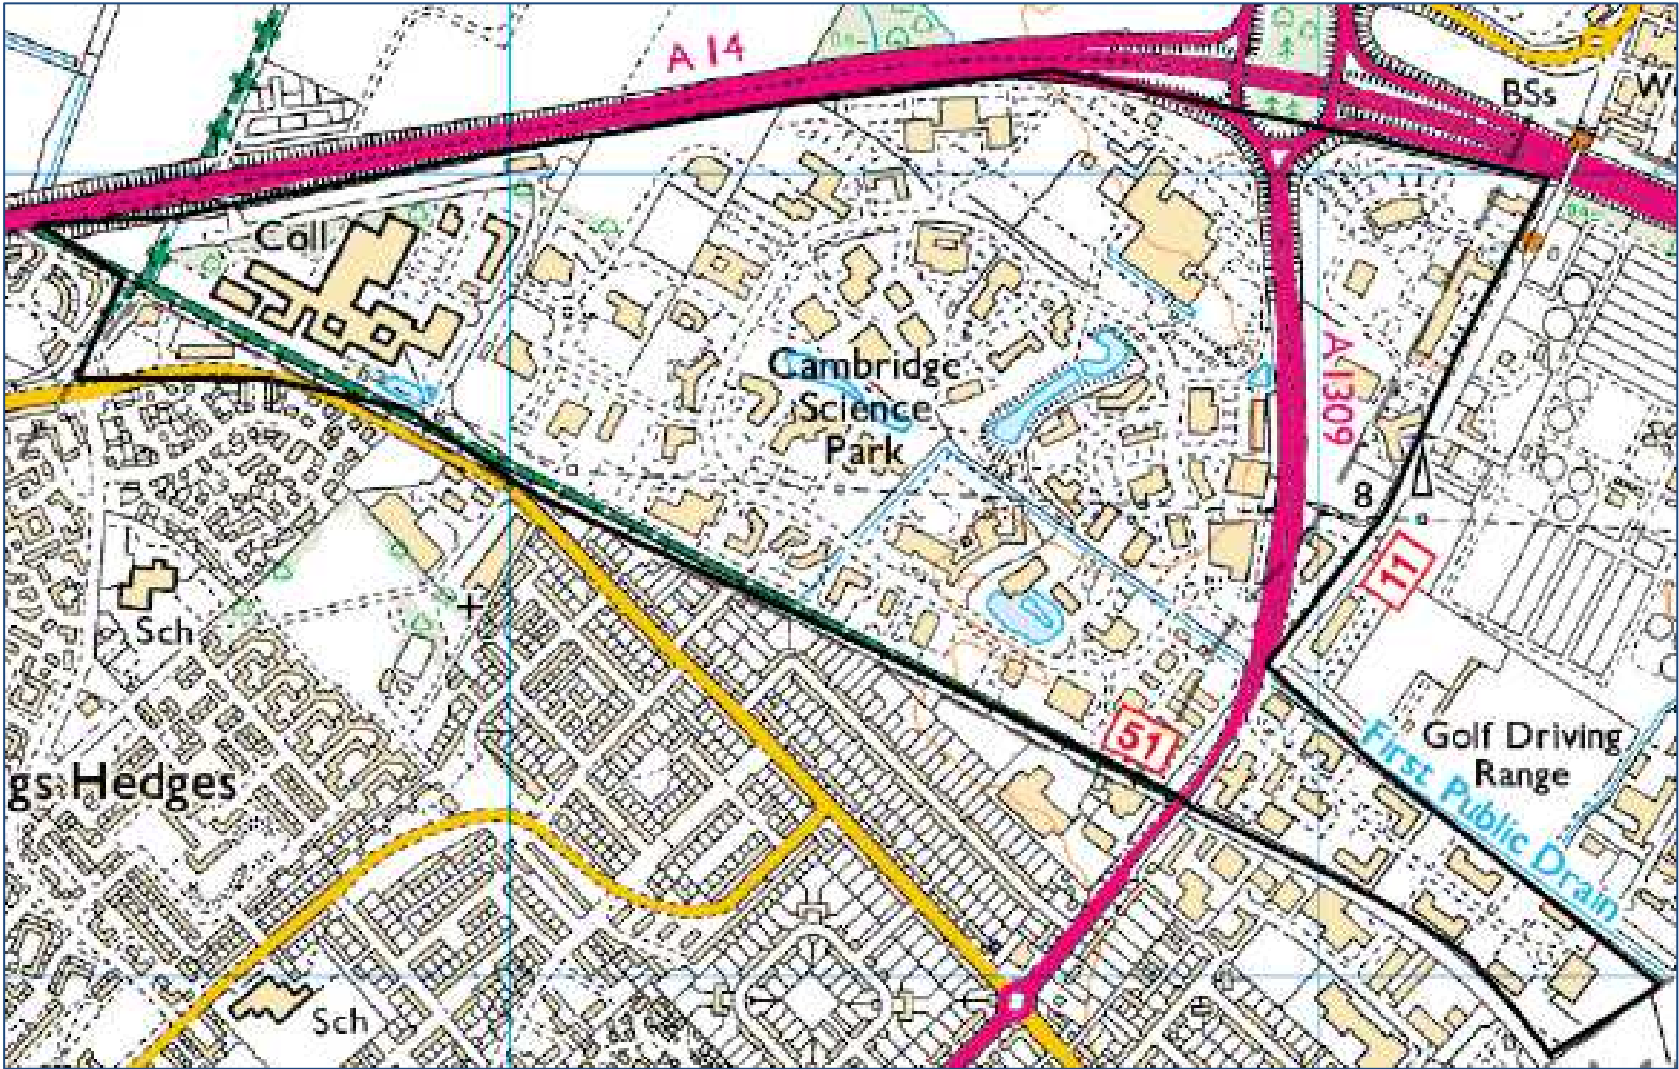 A 14
BSs
W
Coll
Cambridge
Science
Park
A 1309
8
11
Sch
51
Golf Driving
Range
First Public Drain
gs Hedges
Sch